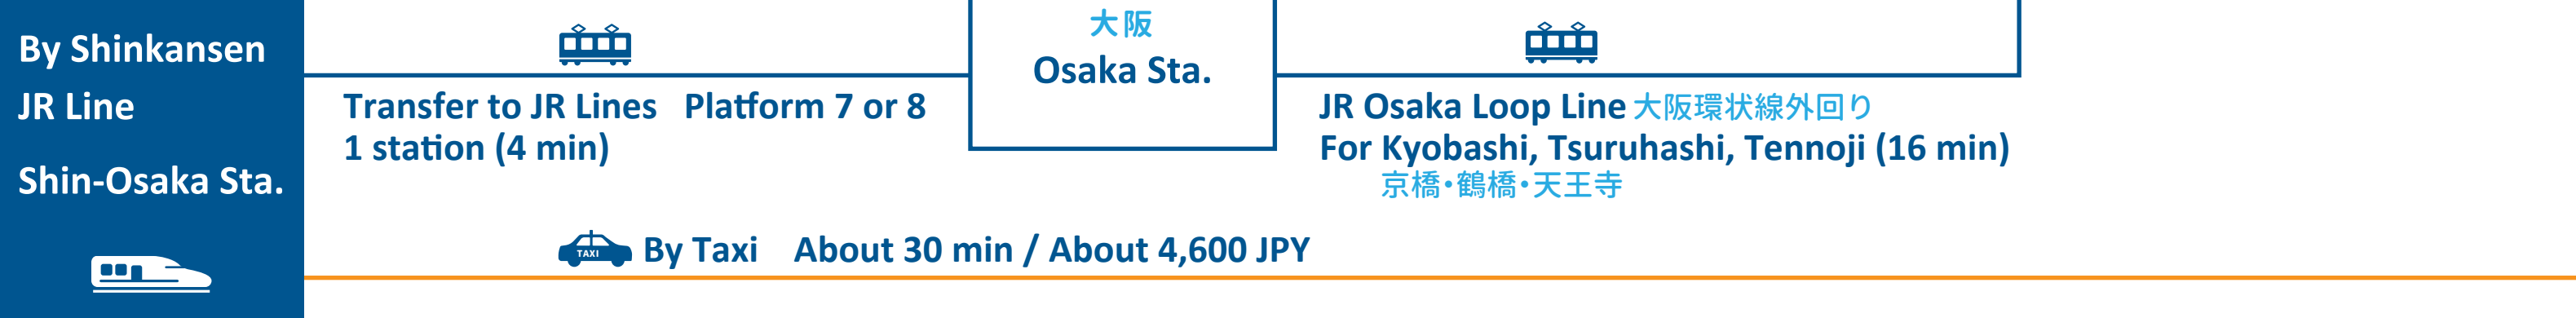 By Shinkansen
JR Line
Shin-Osaka Sta.
Transfer to JR Lines Platform 7 or 8
1 station (4 min)
大阪
Osaka Sta.
JR Osaka Loop Line 大阪環状線外回り
For Kyobashi, Tsuruhashi, Tennoji (16 min)
京橋・鶴橋・天王寺
TAXI By Taxi About 30 min / About 4,600 JPY